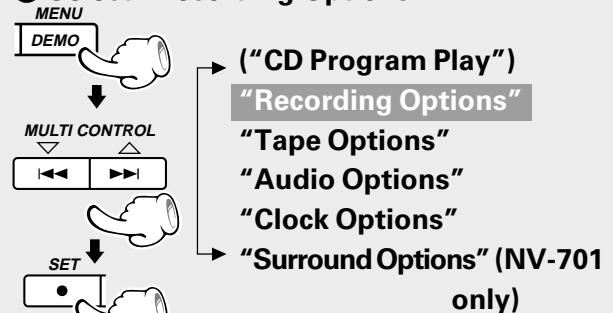 MENU
DEMO
MULTI CONTROL
SET
("CD Program Play")
"Recording Options"
"Tape Options"
"Audio Options"
"Clock Options"
"Surround Options" (NV-701
only)